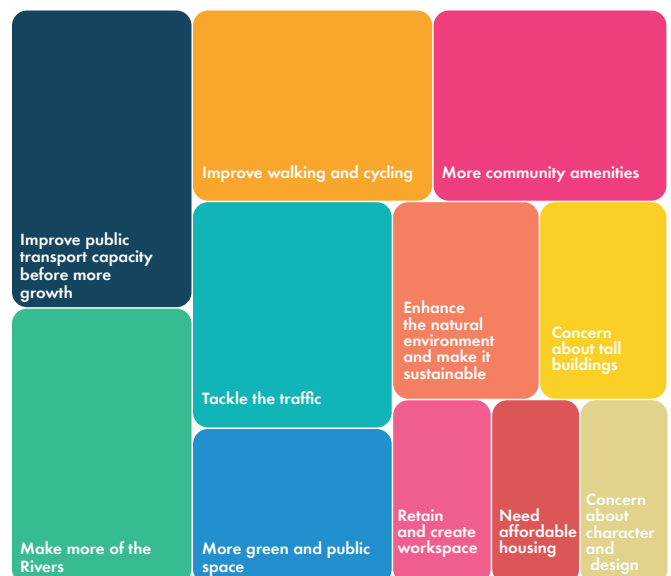 Improve walking and cycling
More community amenities
Improve public
transport capacity
before more
growth
Enhance
the natural
environment
and make it
sustainable
Concern
about tall
buildings
Tackle the traffic
Make more of the
Rivers
More green and public
space
Retain
and create
workspace
Need
affordable
housing
Concern
about
character
and
design